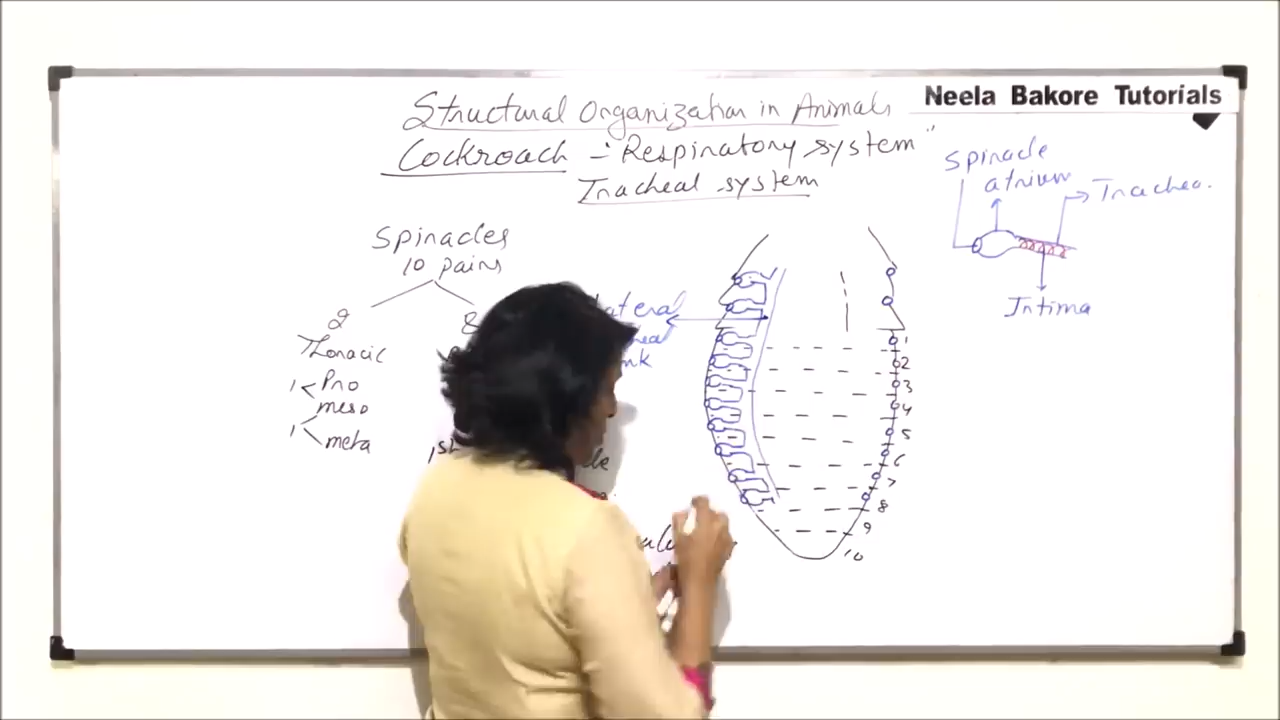 Neela Bakore Tutorials
Structural Organization in Animals
Cockroach - "Respiratory system"
Tracheal system
Spiracle
atrium
Trachea.
Intima
Spiracles
10 pairs
2
8
Thoracic
1 Pro
meso
1 meta
1st
1
2
3
4
5
6
7
8
9
10